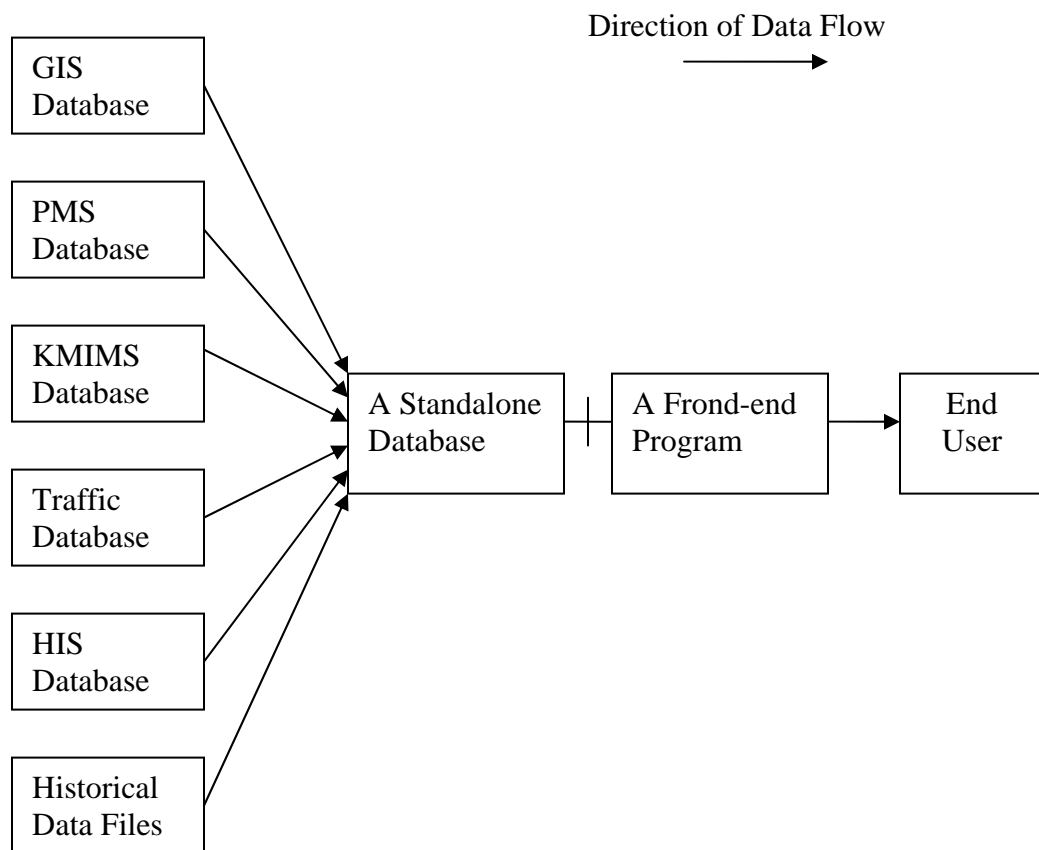 Direction of Data Flow
GIS
Database
PMS
Database
KMIMS
Database
Traffic
Database
HIS
Database
Historical
Data Files
A Standalone
Database
A Frond-end
Program
End
User